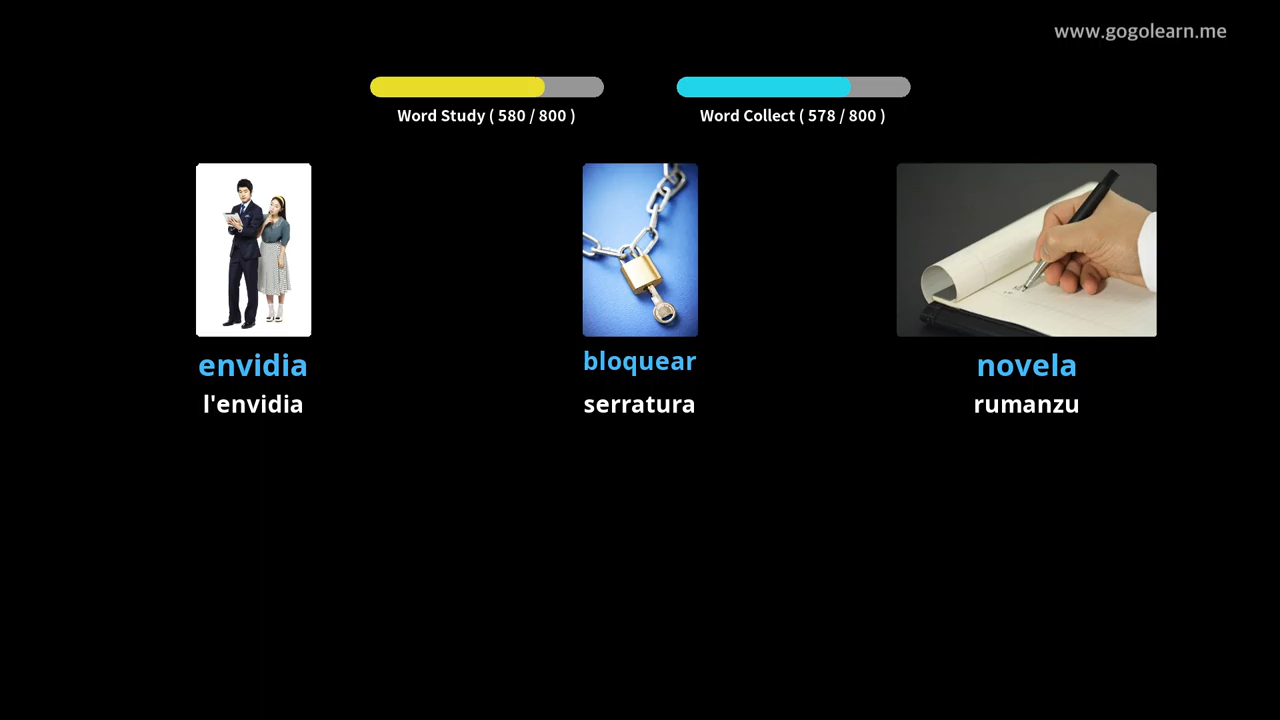 www.gogolearn.me
Word Study ( 580 / 800 )
Word Collect ( 578 / 800 )
envidia
l'envidia
bloquear
serratura
novela
rumanzu